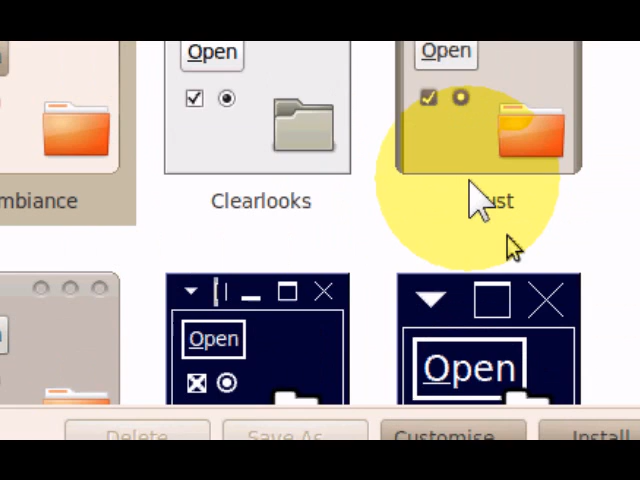 Open
Open
mbiance
Clearlooks
ust
Open
Open
Delete
Save As
Customise...
Install